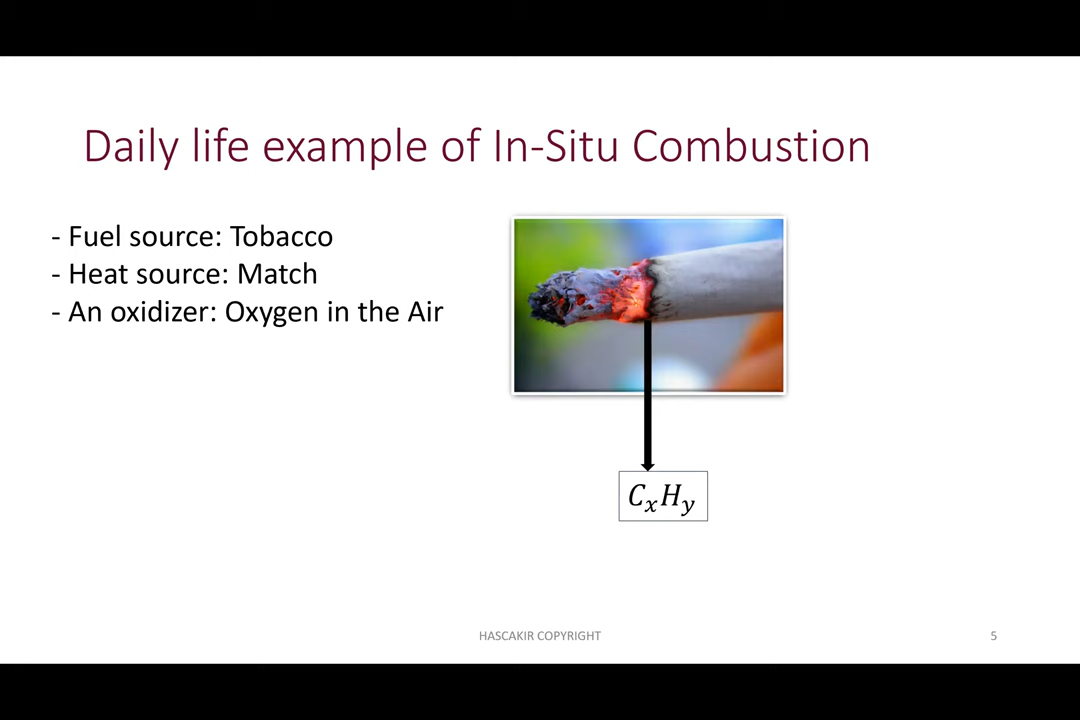 Daily life example of In-Situ Combustion
- Fuel source: Tobacco
- Heat source: Match
- An oxidizer: Oxygen in the Air
CₓHᵧ
HASCAKIR COPYRIGHT
5